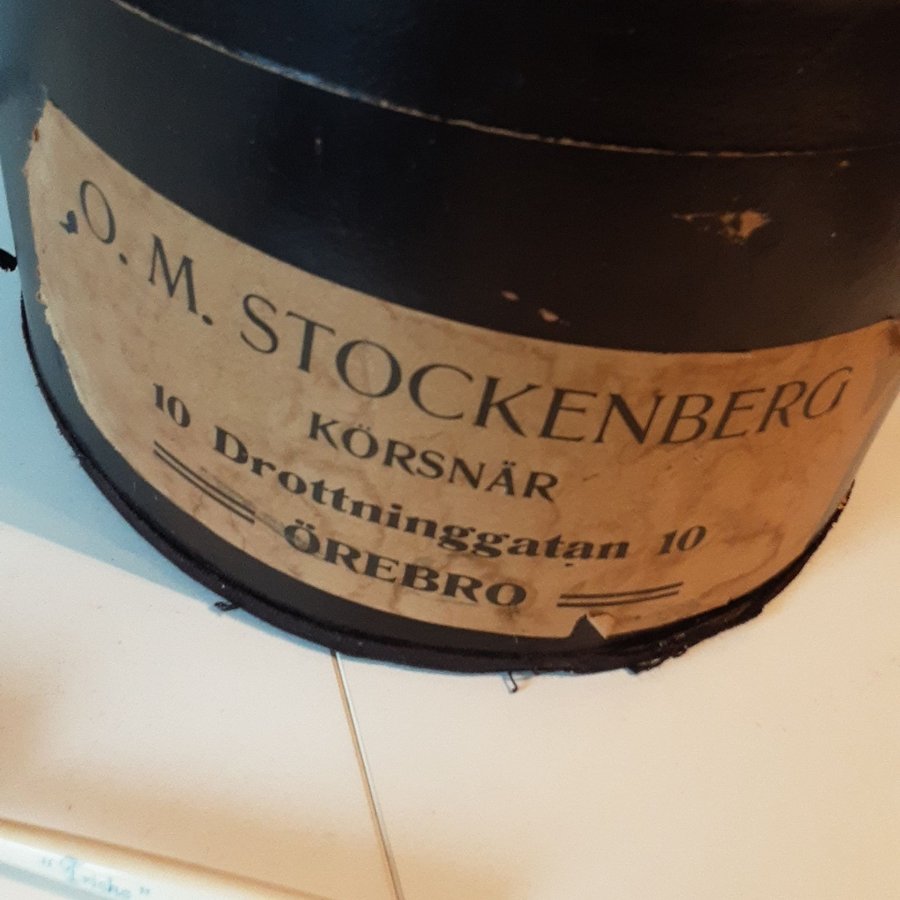 O. M. STOCKENBERG
KÖRSNÄR
10 Drottninggatan 10
ÖREBRO